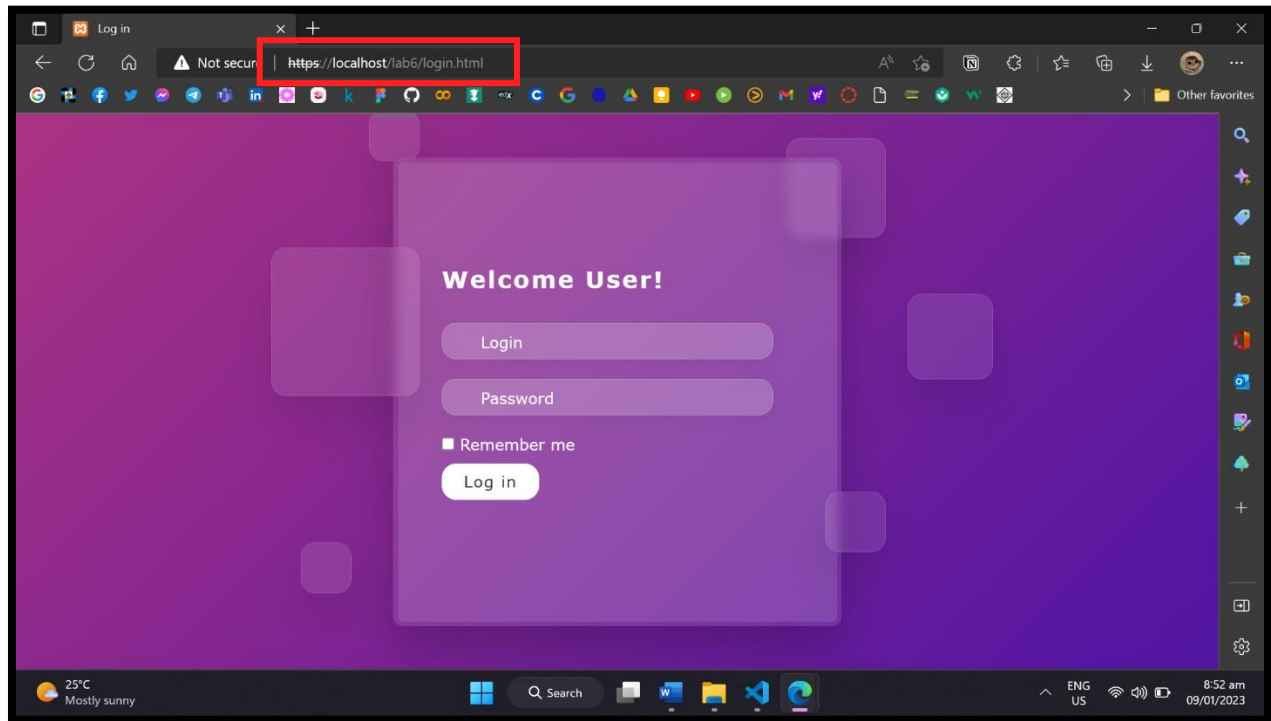 Log in
Not secure | https://localhost/lab6/login.html
Other favorites
Welcome User!
Login
Password
Remember me
Log in
25°C
Mostly sunny
Search
ENG
US
8:52 am
09/01/2023